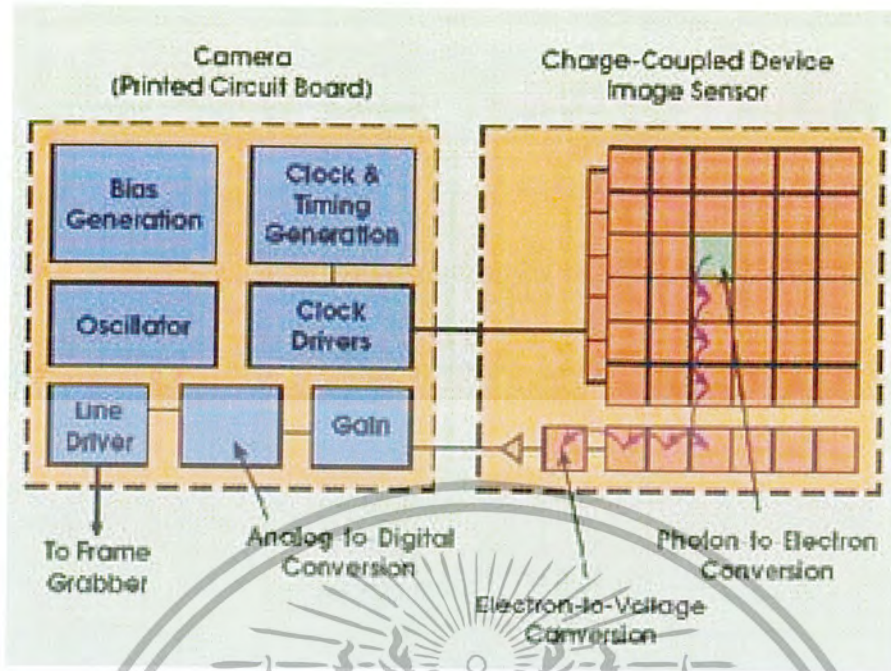 Camera
(Printed Circuit Board)
Charge-Coupled Device
Image Sensor
Bias
Generation
Clock &
Timing
Generation
Oscillator
Clock
Drivers
Line
Driver
Gain
To Frame
Grabber
Analog to Digital
Conversion
Electron-to-Voltage
Conversion
Photon to Electron
Conversion